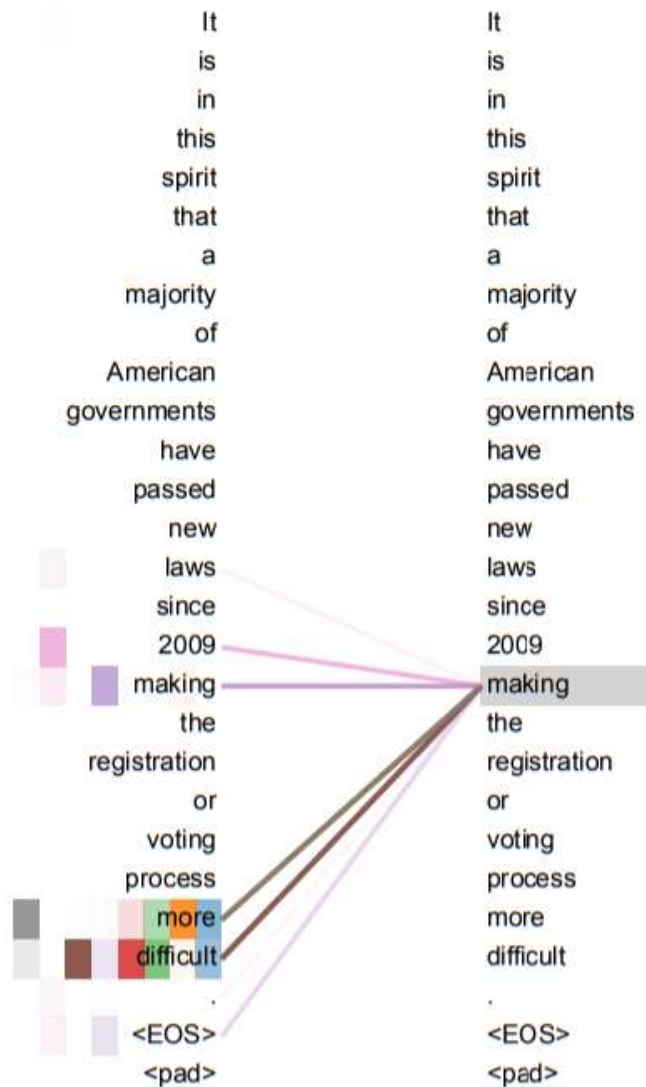 It It
is is
in in
this this
spirit spirit
that that
a a
majority majority
of of
American American
governments governments
have have
passed passed
new new
laws laws
since since
2009 2009
making making
the the
registration registration
or or
voting voting
process process
more more
difficult difficult
. .
<EOS> <EOS>
<pad> <pad>